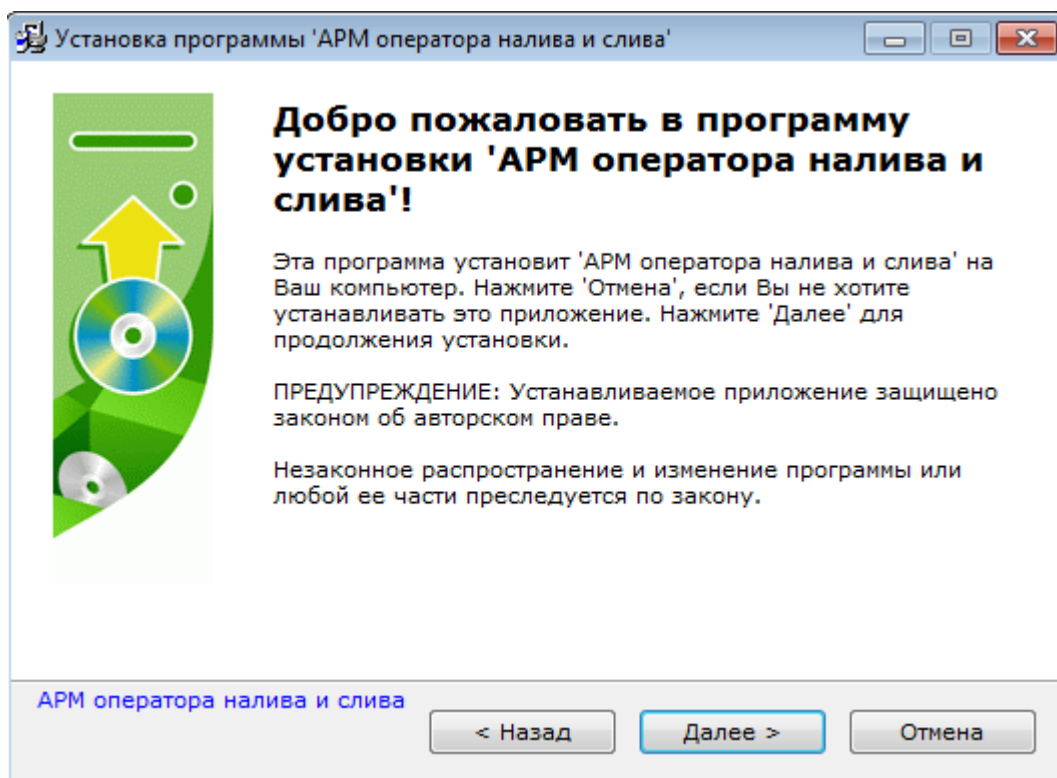 Установка программы 'АРМ оператора налива и слива'
Добро пожаловать в программу
установки 'АРМ оператора налива и
слива'!
Эта программа установит 'АРМ оператора налива и слива' на
Ваш компьютер. Нажмите 'Отмена', если Вы не хотите
устанавливать это приложение. Нажмите 'Далее' для
продолжения установки.
ПРЕДУПРЕЖДЕНИЕ: Устанавливаемое приложение защищено
законом об авторском праве.
Незаконное распространение и изменение программы или
любой ее части преследуется по закону.
АРМ оператора налива и слива
< Назад
Далее >
Отмена